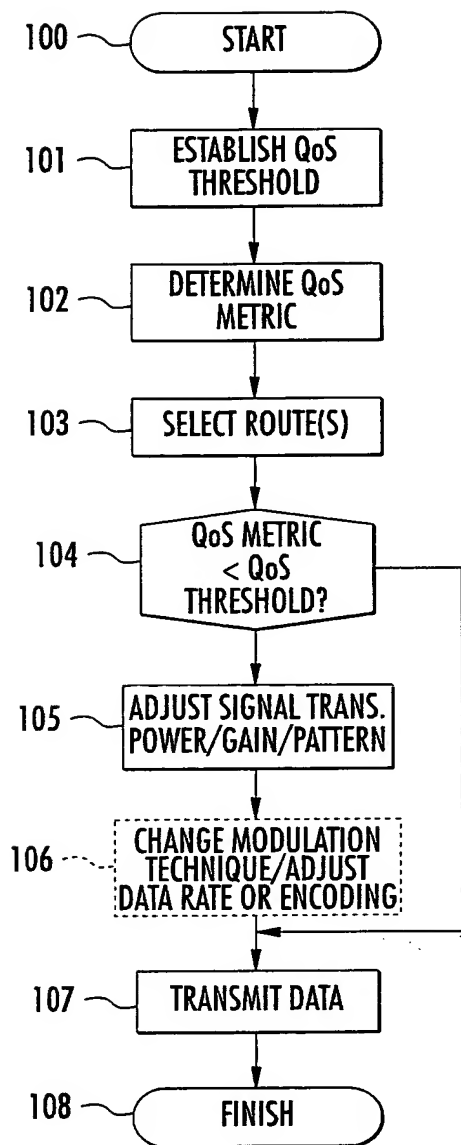 100
START
101
ESTABLISH QoS
THRESHOLD
102
DETERMINE QoS
METRIC
103
SELECT ROUTE(S)
104
QoS METRIC
< QoS
THRESHOLD?
105
ADJUST SIGNAL TRANS.
POWER/GAIN/PATTERN
106
CHANGE MODULATION
TECHNIQUE/ADJUST
DATA RATE OR ENCODING
107
TRANSMIT DATA
108
FINISH